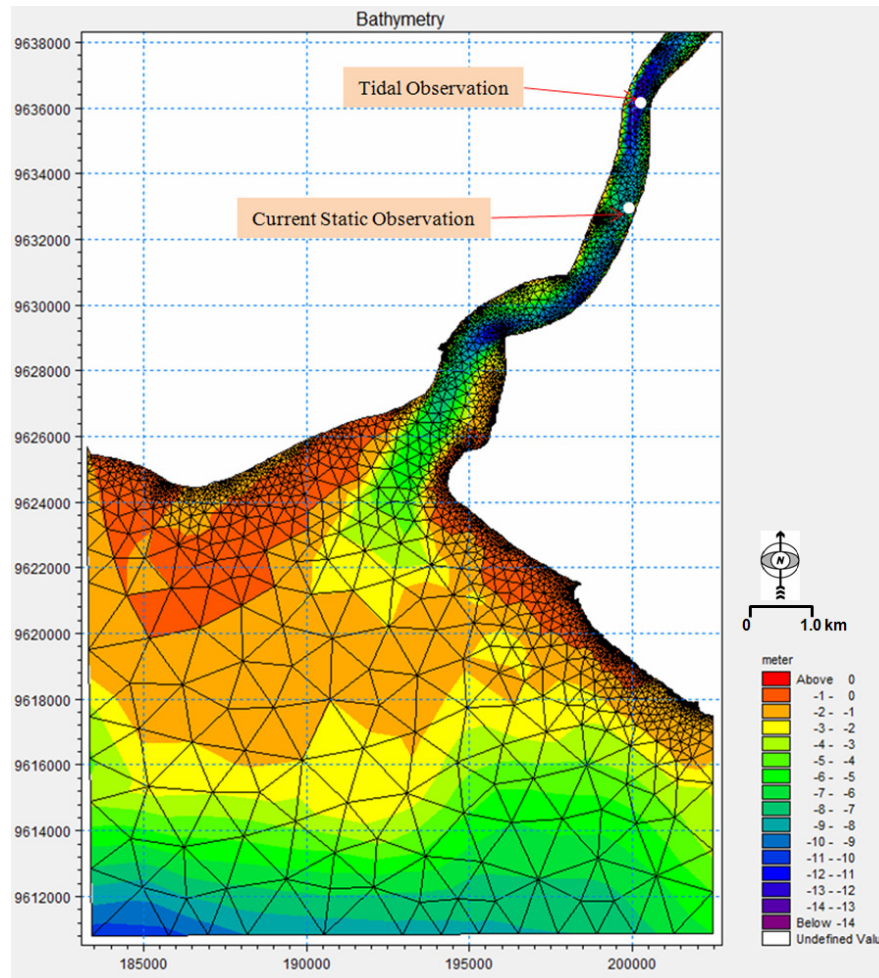 Bathymetry
9638000
9636000
9634000
9632000
9630000
9628000
9626000
9624000
9622000
9620000
9618000
9616000
9614000
9612000
Tidal Observation
Current Static Observation
185000 190000 195000 200000
N
0 1.0 km
meter
Above 0
-1 - 0
-2 - -1
-3 - -2
-4 - -3
-5 - -4
-6 - -5
-7 - -6
-8 - -7
-9 - -8
-10 - -9
-11 - -10
-12 - -11
-13 - -12
-14 - -13
Below -14
Undefined Valu